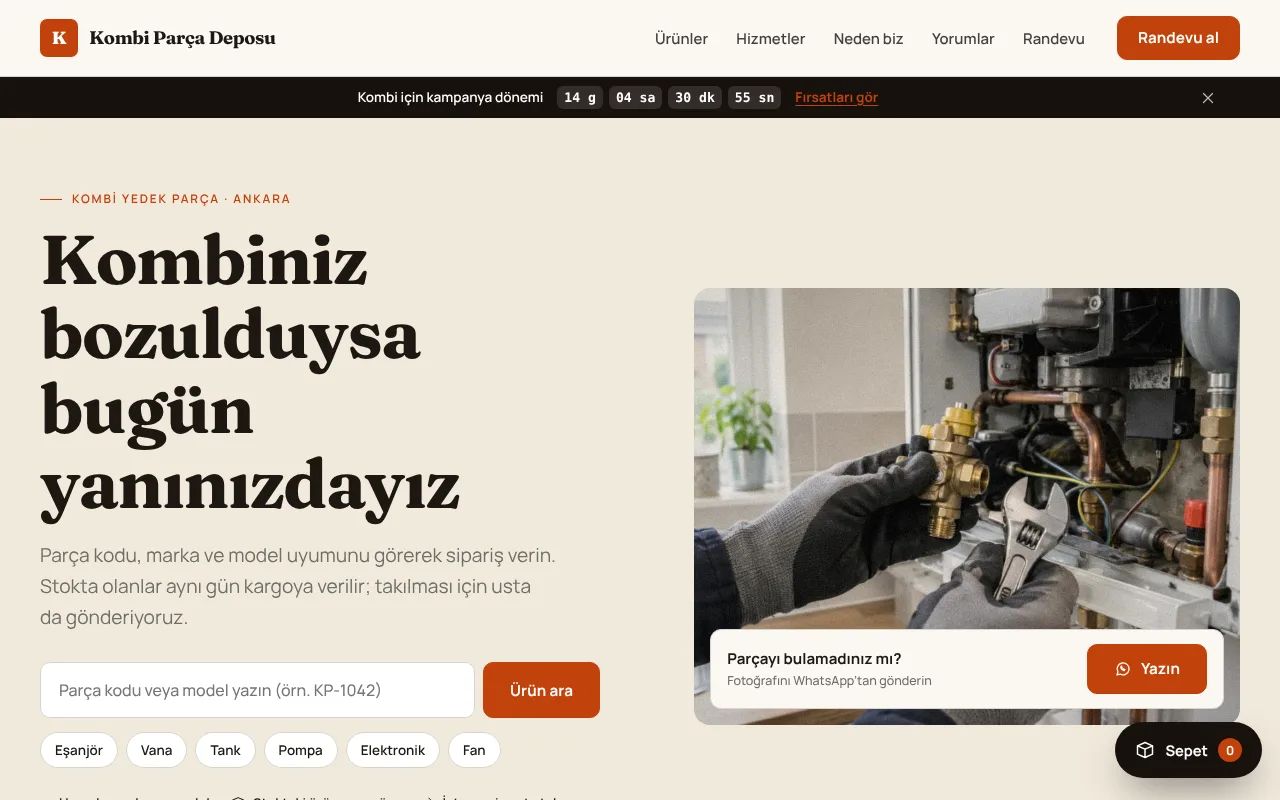 K
Kombi Parça Deposu
Ürünler
Hizmetler
Neden biz
Yorumlar
Randevu
Randevu al
Kombi için kampanya dönemi
14 g
04 sa
30 dk
55 sn
Fırsatları gör
KOMBİ YEDEK PARÇA · ANKARA
Kombiniz
bozulduysa
bugün
yanınızdayız
Parça kodu, marka ve model uyumunu görerek sipariş verin.
Stokta olanlar aynı gün kargoya verilir; takılması için usta
da gönderiyoruz.
Parça kodu veya model yazın (örn. KP-1042)
Ürün ara
Eşanjör
Vana
Tank
Pompa
Elektronik
Fan
Parçayı bulamadınız mı?
Fotoğrafını WhatsApp'tan gönderin
Yazın
Sepet
0